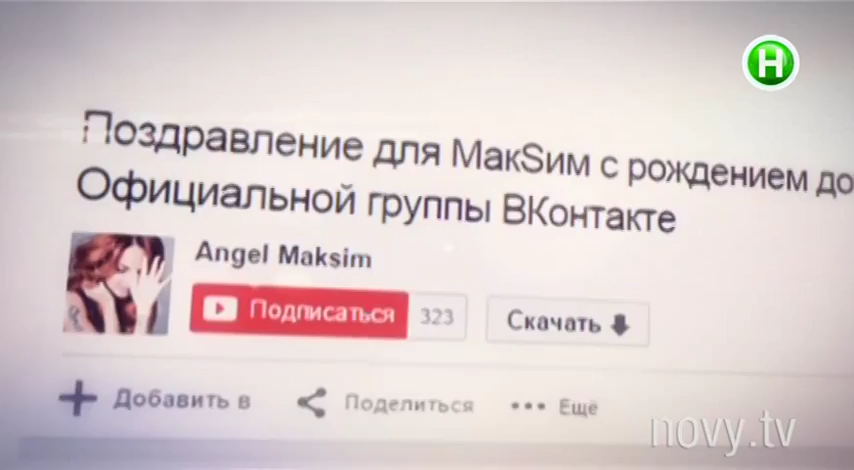 Н
Поздравление для МакSим с рождением до
Официальной группы ВКонтакте
Angel Maksim
Подписаться 323 Скачать
Добавить в Поделиться Ещё
novy.tv